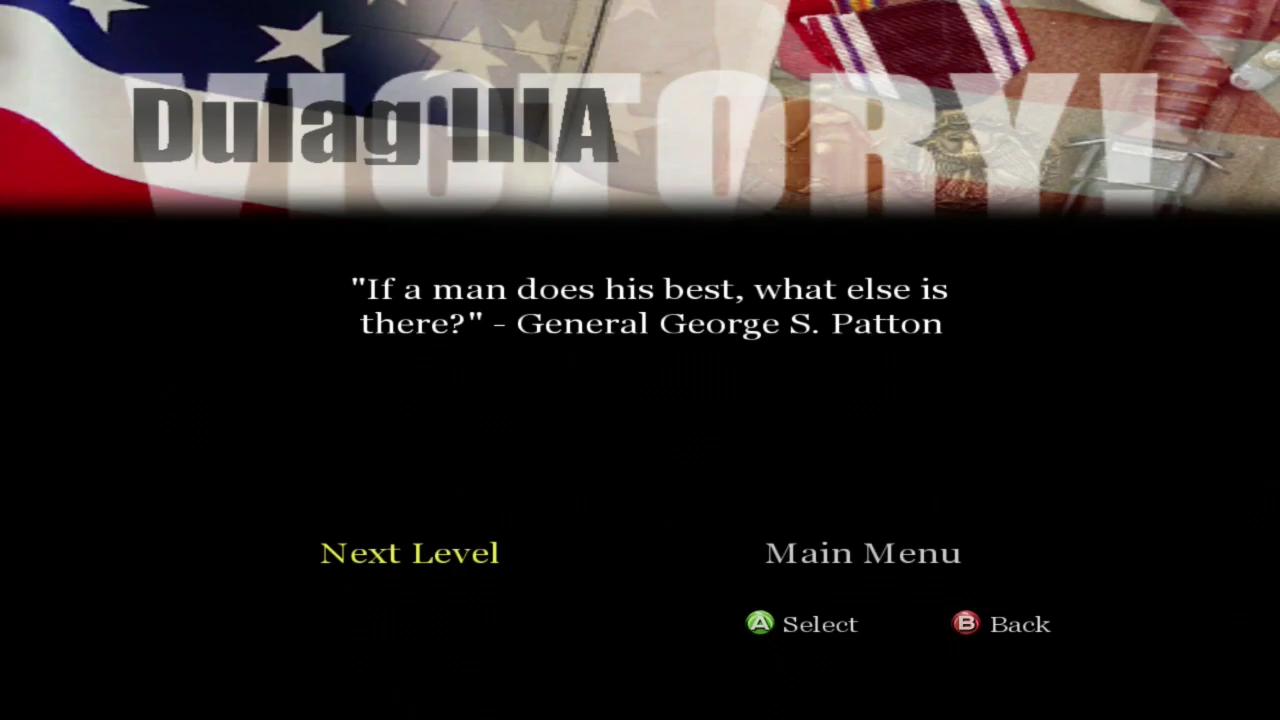 VICTORY!
Dulag IIIA
"If a man does his best, what else is
there?" - General George S. Patton
Next Level
Main Menu
A Select
B Back